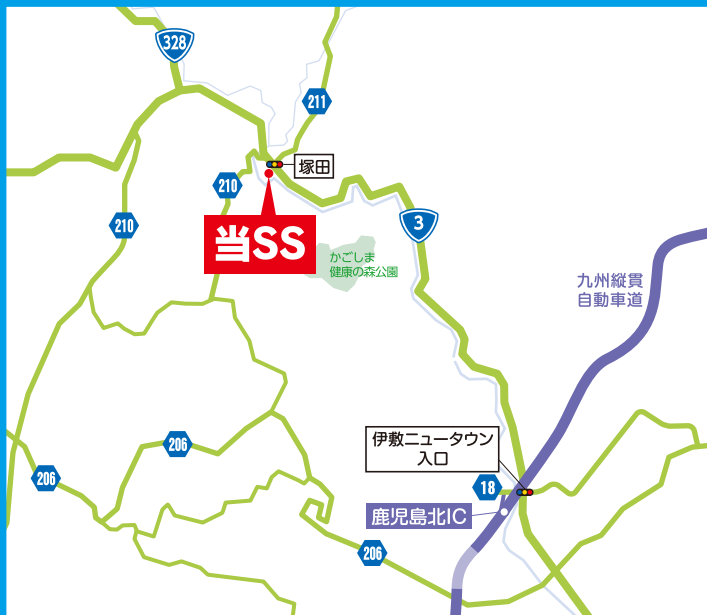 328
211
塚田
210
210
当SS
3
かごしま
健康の森公園
九州縦貫
自動車道
伊敷ニュータウン
入口
206
206
18
鹿児島北IC
206